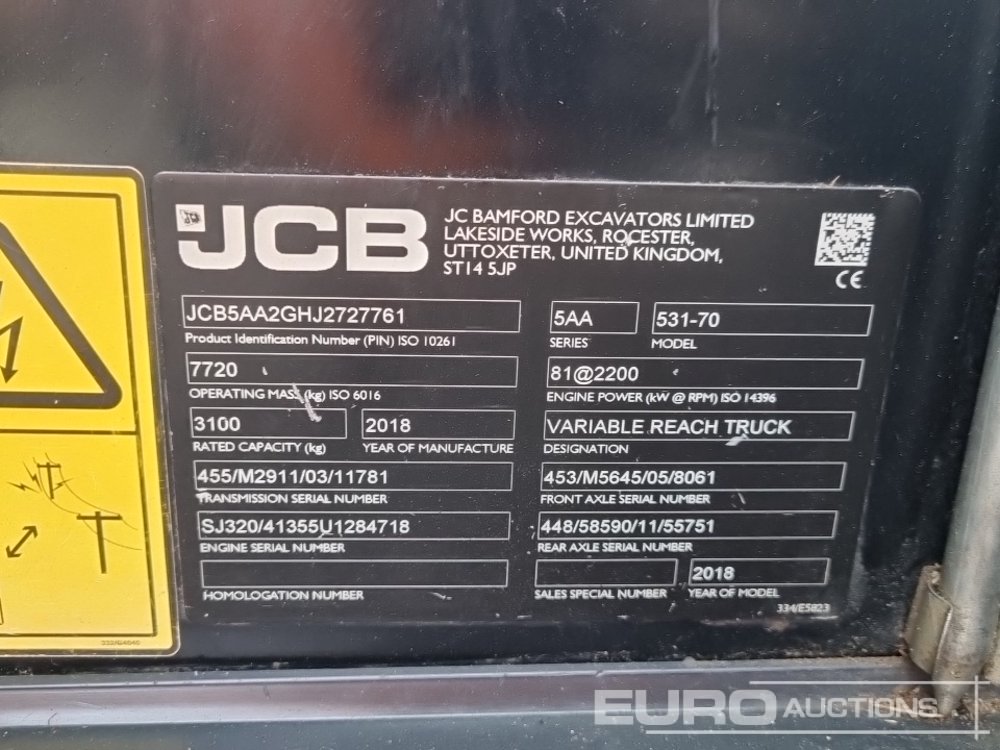 JCB
JC BAMFORD EXCAVATORS LIMITED
LAKESIDE WORKS, ROCESTER,
UTTOXETER, UNITED KINGDOM,
ST14 5JP
CE
JCB5AA2GHJ2727761
Product Identification Number (PIN) ISO 10261
5AA
SERIES
531-70
MODEL
7720
OPERATING MASS (kg) ISO 6016
81@2200
ENGINE POWER (kW @ RPM) ISO 14396
3100
RATED CAPACITY (kg)
2018
YEAR OF MANUFACTURE
VARIABLE REACH TRUCK
DESIGNATION
455/M2911/03/11781
TRANSMISSION SERIAL NUMBER
453/M5645/05/8061
FRONT AXLE SERIAL NUMBER
SJ320/41355U1284718
ENGINE SERIAL NUMBER
448/58590/11/55751
REAR AXLE SERIAL NUMBER
HOMOLOGATION NUMBER
SALES SPECIAL NUMBER
2018
YEAR OF MODEL
334/E5823
EURO AUCTIONS